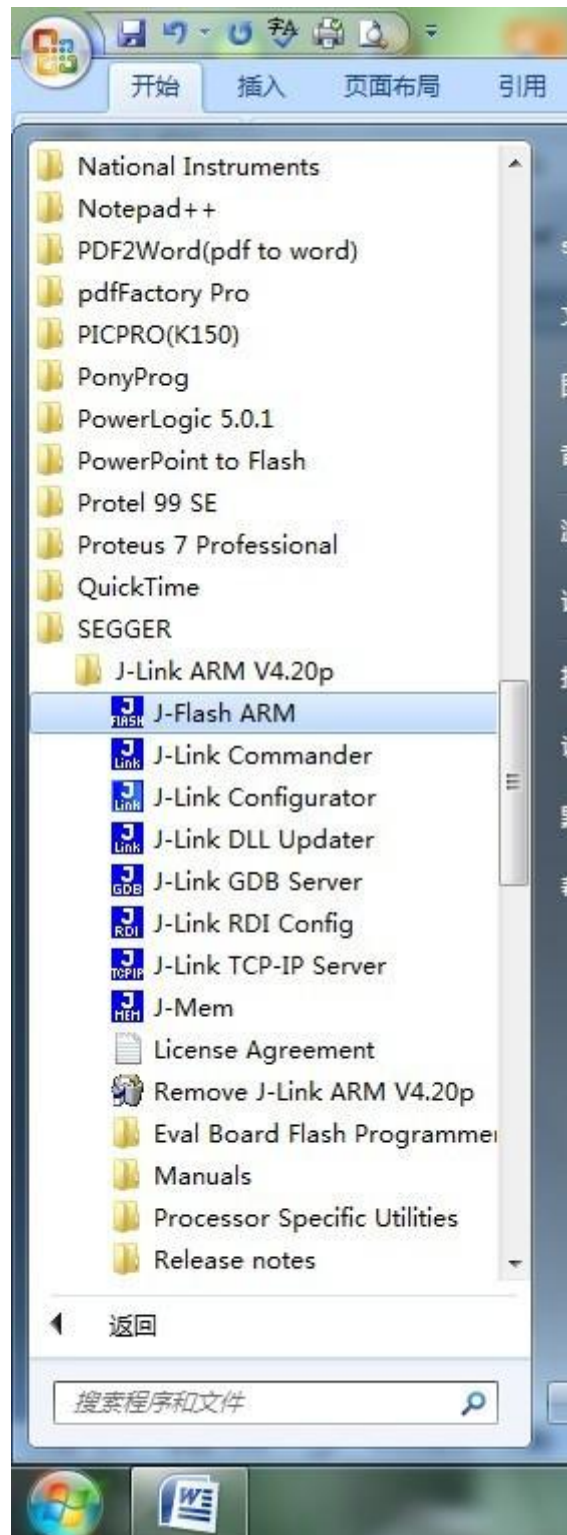 开始 插入 页面布局 引用
National Instruments
Notepad++
PDF2Word(pdf to word)
pdfFactory Pro
PICPRO(K150)
PonyProg
PowerLogic 5.0.1
PowerPoint to Flash
Protel 99 SE
Proteus 7 Professional
QuickTime
SEGGER
J-Link ARM V4.20p
J-Flash ARM
J-Link Commander
J-Link Configurator
J-Link DLL Updater
J-Link GDB Server
J-Link RDI Config
J-Link TCP-IP Server
J-Mem
License Agreement
Remove J-Link ARM V4.20p
Eval Board Flash Programmer
Manuals
Processor Specific Utilities
Release notes
返回
搜索程序和文件